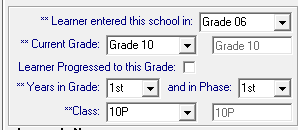 ** Learner entered this school in: Grade 06
** Current Grade: Grade 10 Grade 10
Learner Progressed to this Grade:
** Years in Grade: 1st and in Phase: 1st
**Class: 10P 10P